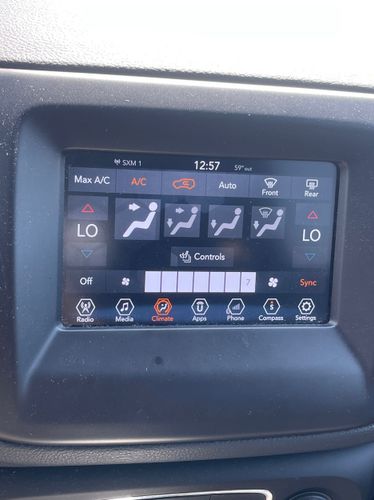 SXM 1 12:57 59° out
Max A/C A/C Auto Front Rear
LO LO
Controls
Off 7 Sync
Radio Media Climate Apps Phone Compass Settings
U S